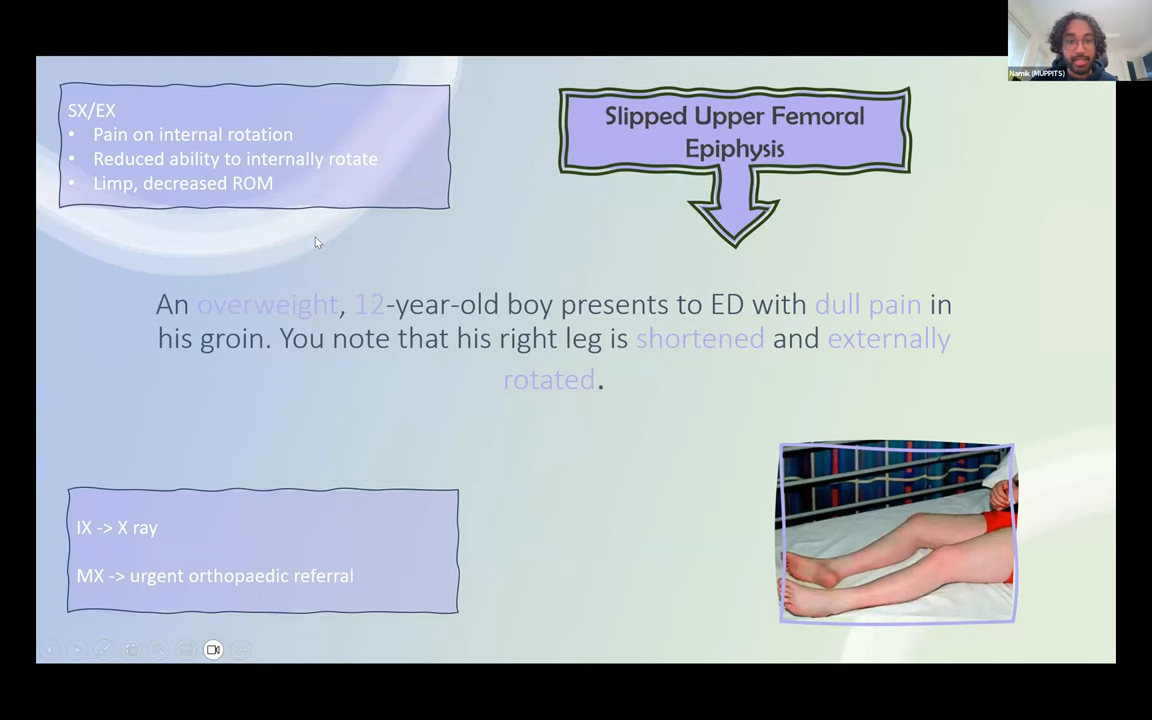 Namik (MUPPITS)
SX/EX
• Pain on internal rotation
• Reduced ability to internally rotate
• Limp, decreased ROM
Slipped Upper Femoral
Epiphysis
An overweight, 12-year-old boy presents to ED with dull pain in
his groin. You note that his right leg is shortened and externally
rotated.
IX -> X ray
MX -> urgent orthopaedic referral